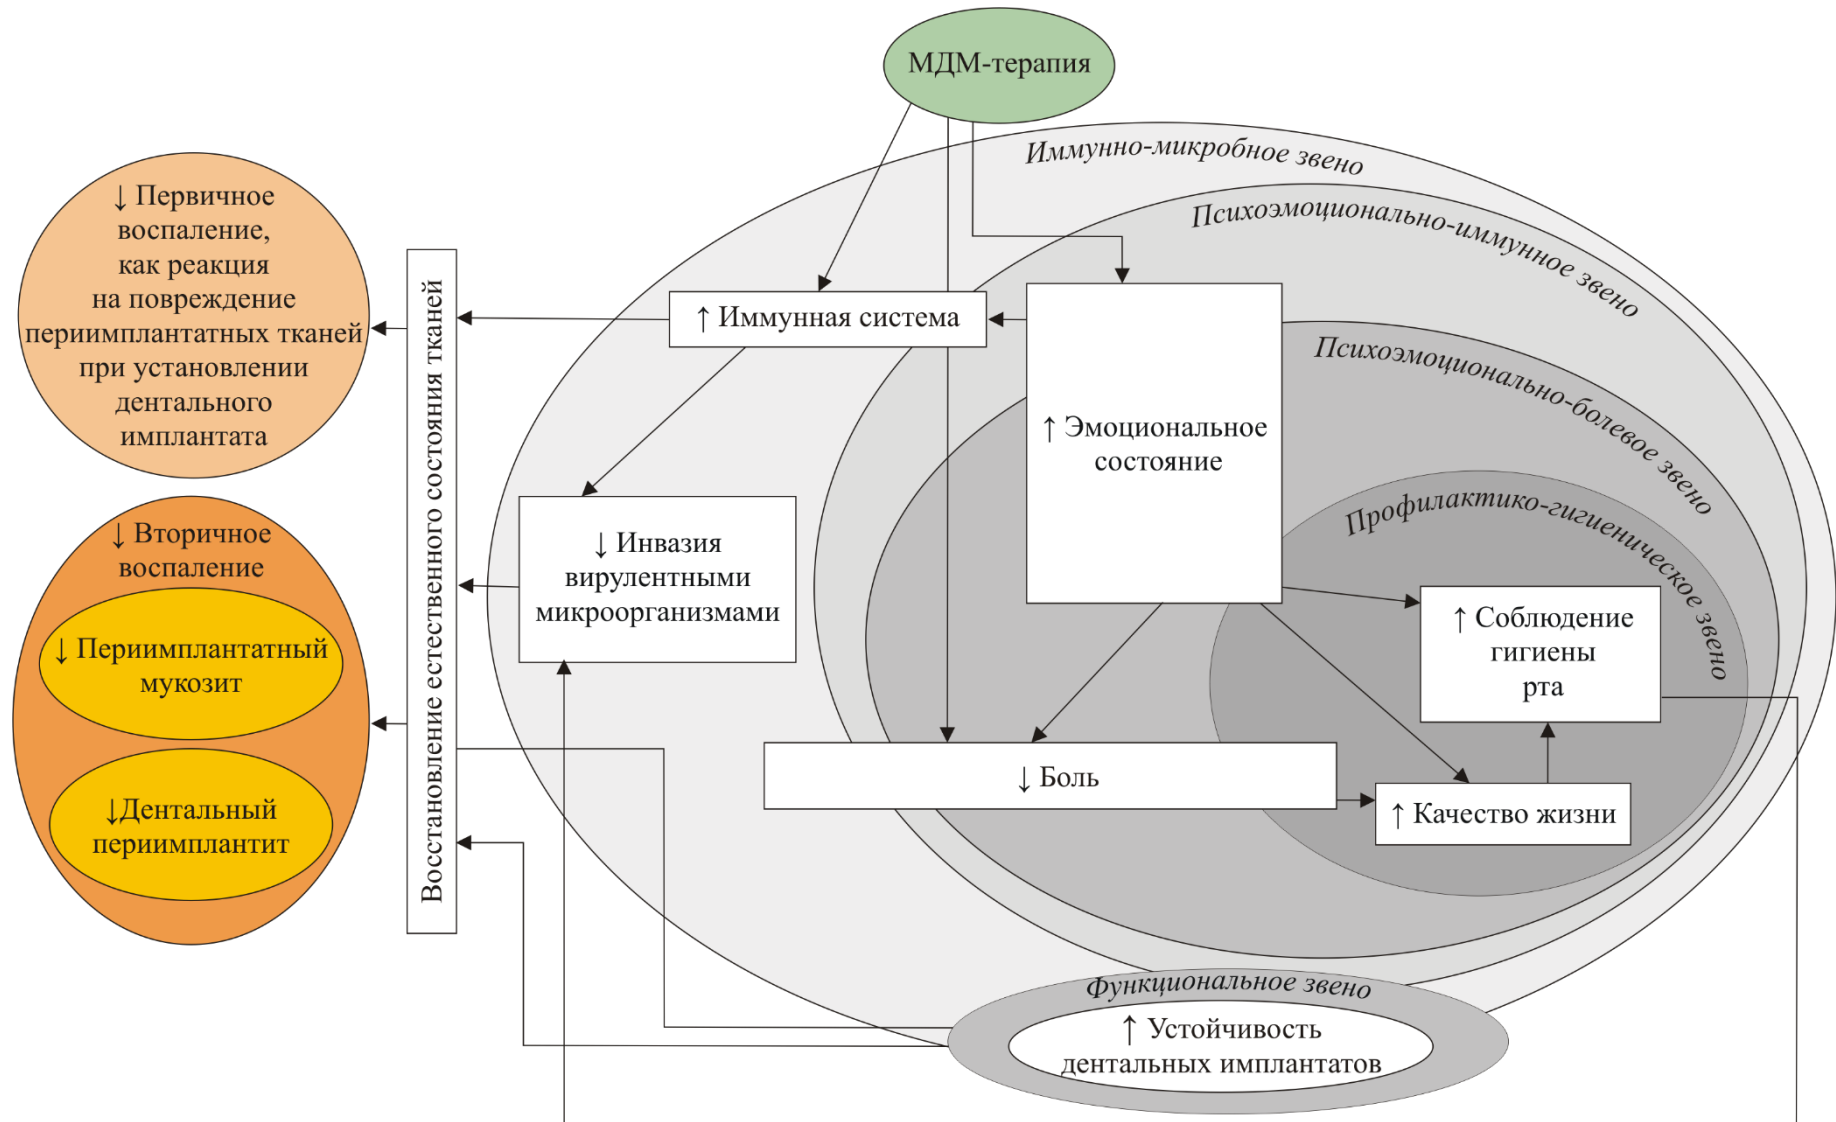 МДМ-терапия
Иммунно-микробное звено
Психоэмоционально-иммунное звено
Психоэмоционально-болевое звено
Профилактико-гигиеническое звено
↓ Первичное
воспаление,
как реакция
на повреждение
периимплантатных тканей
при установлении
дентального
имплантата
↓ Вторичное
воспаление
↓ Периимплантатный
мукозит
↓Дентальный
периимплантит
Восстановление естественного состояния тканей
↑ Иммунная система
↑ Эмоциональное
состояние
↓ Инвазия
вирулентными
микроорганизмами
↑ Соблюдение
гигиены
рта
↓ Боль
↑ Качество жизни
Функциональное звено
↑ Устойчивость
дентальных имплантатов